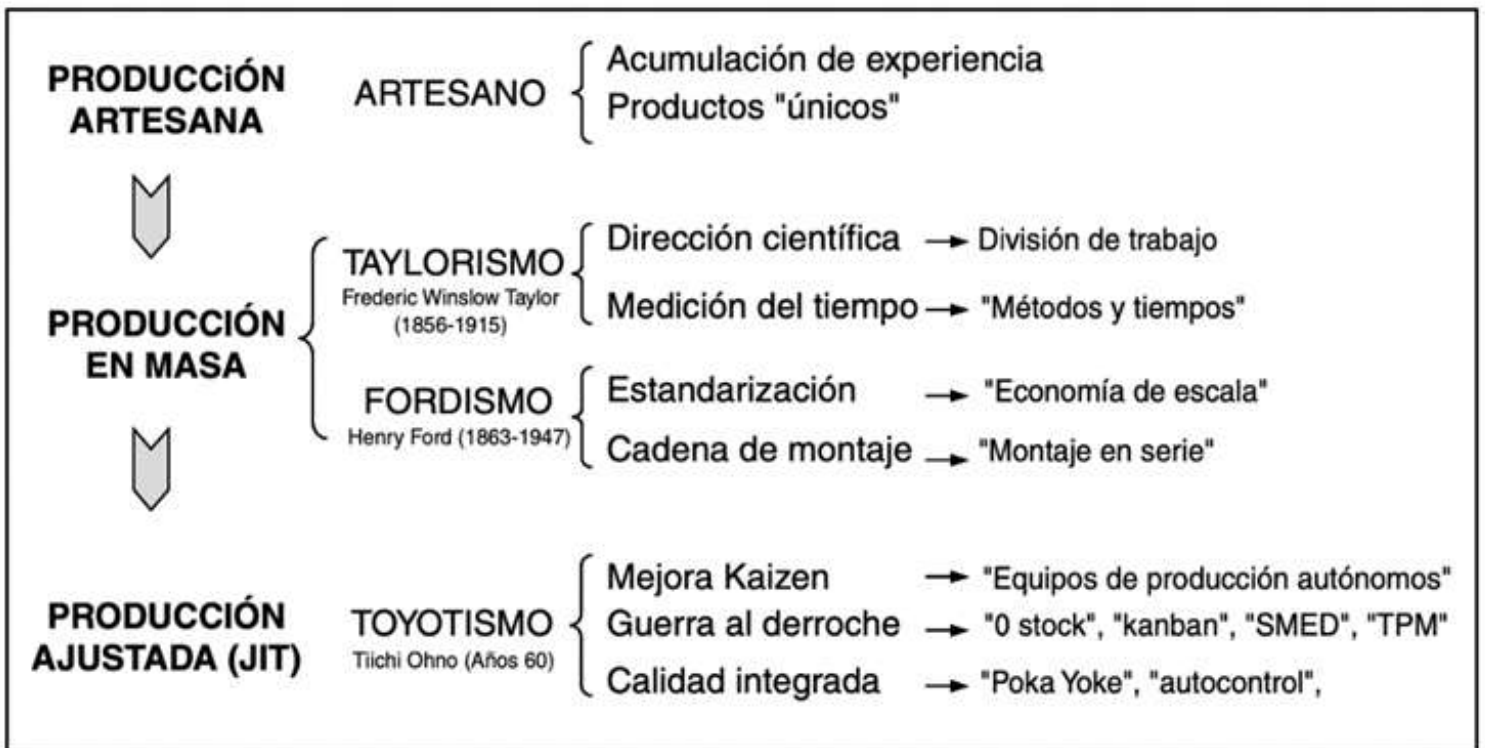 PRODUCCiÓN
ARTESANA
ARTESANO
Acumulación de experiencia
Productos "únicos"
PRODUCCIÓN
EN MASA
TAYLORISMO
Frederic Winslow Taylor
(1856-1915)
Dirección científica
División de trabajo
Medición del tiempo
"Métodos y tiempos"
FORDISMO
Henry Ford (1863-1947)
Estandarización
"Economía de escala"
Cadena de montaje
"Montaje en serie"
PRODUCCIÓN
AJUSTADA (JIT)
TOYOTISMO
Tiichi Ohno (Años 60)
Mejora Kaizen
"Equipos de producción autónomos"
Guerra al derroche
"0 stock", "kanban", "SMED", "TPM"
Calidad integrada
"Poka Yoke", "autocontrol",